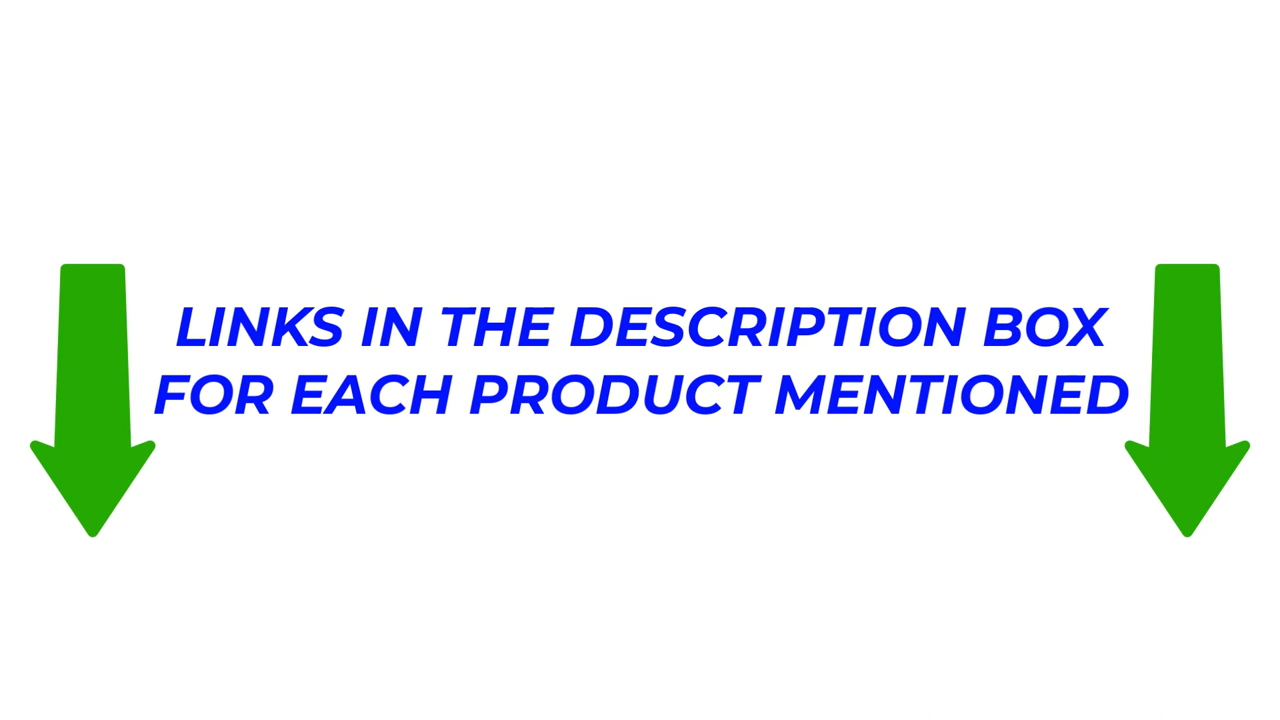 LINKS IN THE DESCRIPTION BOX
FOR EACH PRODUCT MENTIONED